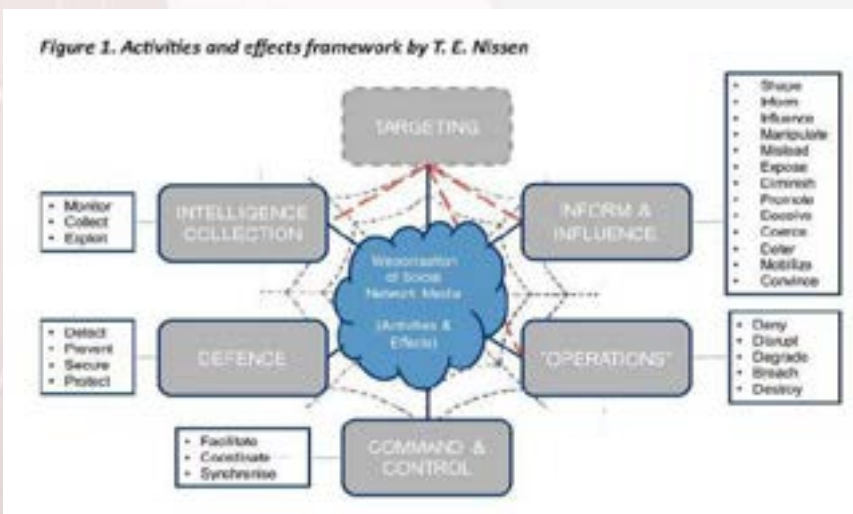 Figure 1. Activities and effects framework by T. E. Nissen
TARGETING
• Monitor
• Collect
• Exploit
INTELLIGENCE
COLLECTION
INFORM &
INFLUENCE
• Shape
• Inform
• Influence
• Manipulate
• Mislead
• Expose
• Diminish
• Promote
• Deceive
• Coerce
• Deter
• Mobilize
• Convince
Weaponisation
of Social
Network Media
(Activities &
Effects)
• Detect
• Prevent
• Secure
• Protect
DEFENCE
"OPERATIONS"
• Deny
• Disrupt
• Degrade
• Breach
• Destroy
• Facilitate
• Coordinate
• Synchronise
COMMAND &
CONTROL